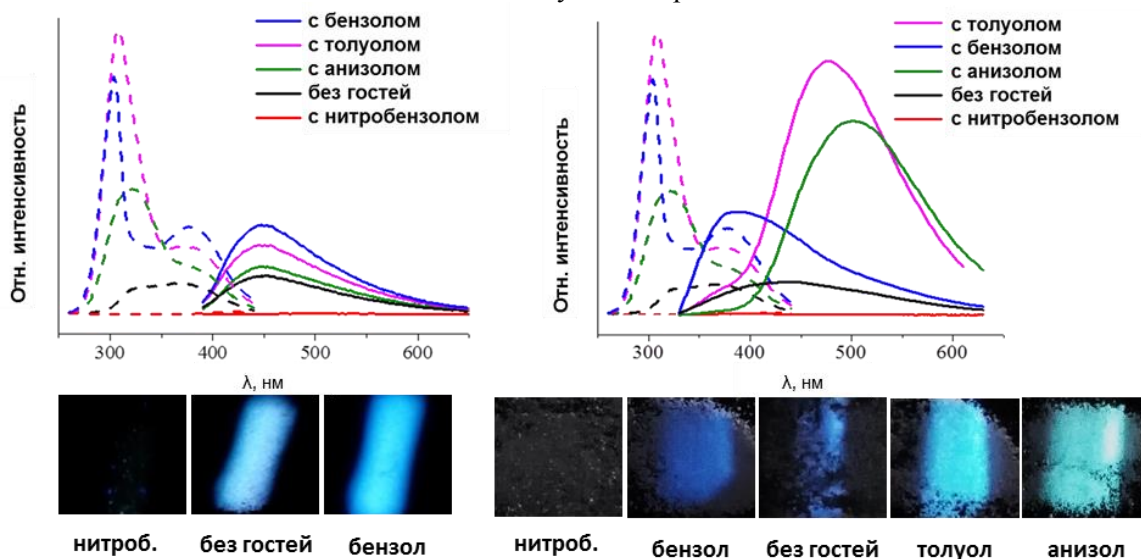 с бензолом
с толуолом
с анизолом
без гостей
с нитробензолом
Отн. интенсивность
300 400 500 600
λ, нм
с толуолом
с бензолом
с анизолом
без гостей
с нитробензолом
Отн. интенсивность
300 400 500 600
λ, нм
нитроб. без гостей бензол
нитроб. бензол без гостей толуол анизол